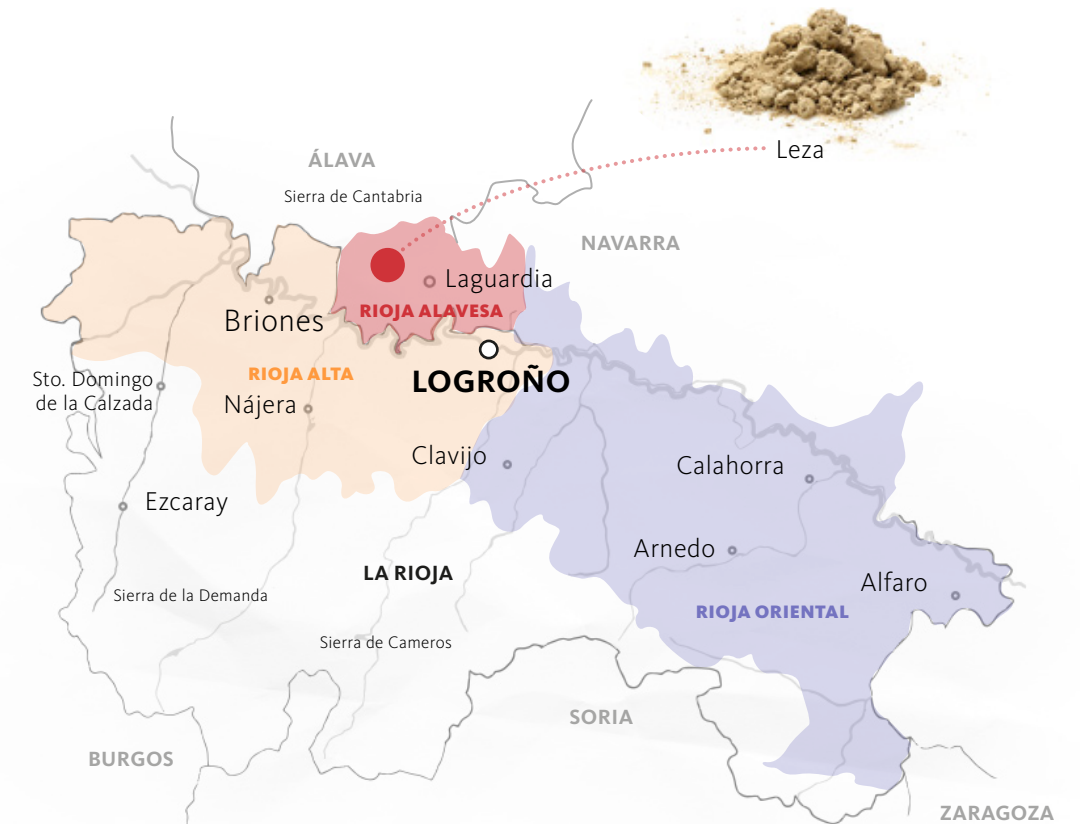 Leza
ÁLAVA
Sierra de Cantabria
NAVARRA
Laguardia
RIOJA ALAVESA
Briones
LOGROÑO
RIOJA ALTA
Sto. Domingo
de la Calzada
Nájera
Clavijo
Calahorra
Ezcaray
Arnedo
LA RIOJA
Alfaro
Sierra de la Demanda
RIOJA ORIENTAL
Sierra de Cameros
SORIA
BURGOS
ZARAGOZA